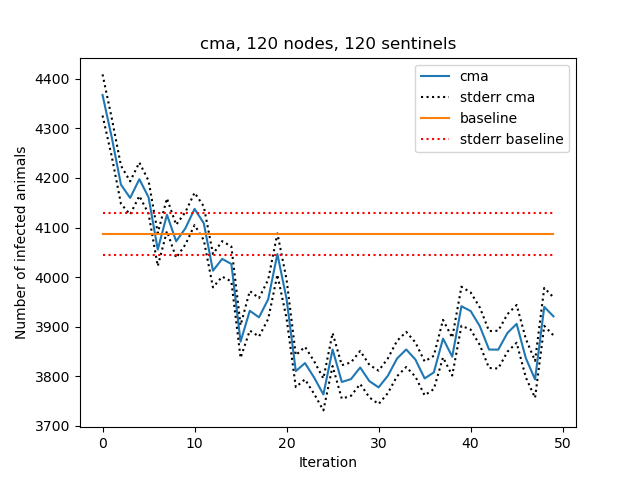 cma, 120 nodes, 120 sentinels
cma
stderr cma
baseline
stderr baseline
Number of infected animals
4400
4300
4200
4100
4000
3900
3800
3700
0 10 20 30 40 50
Iteration